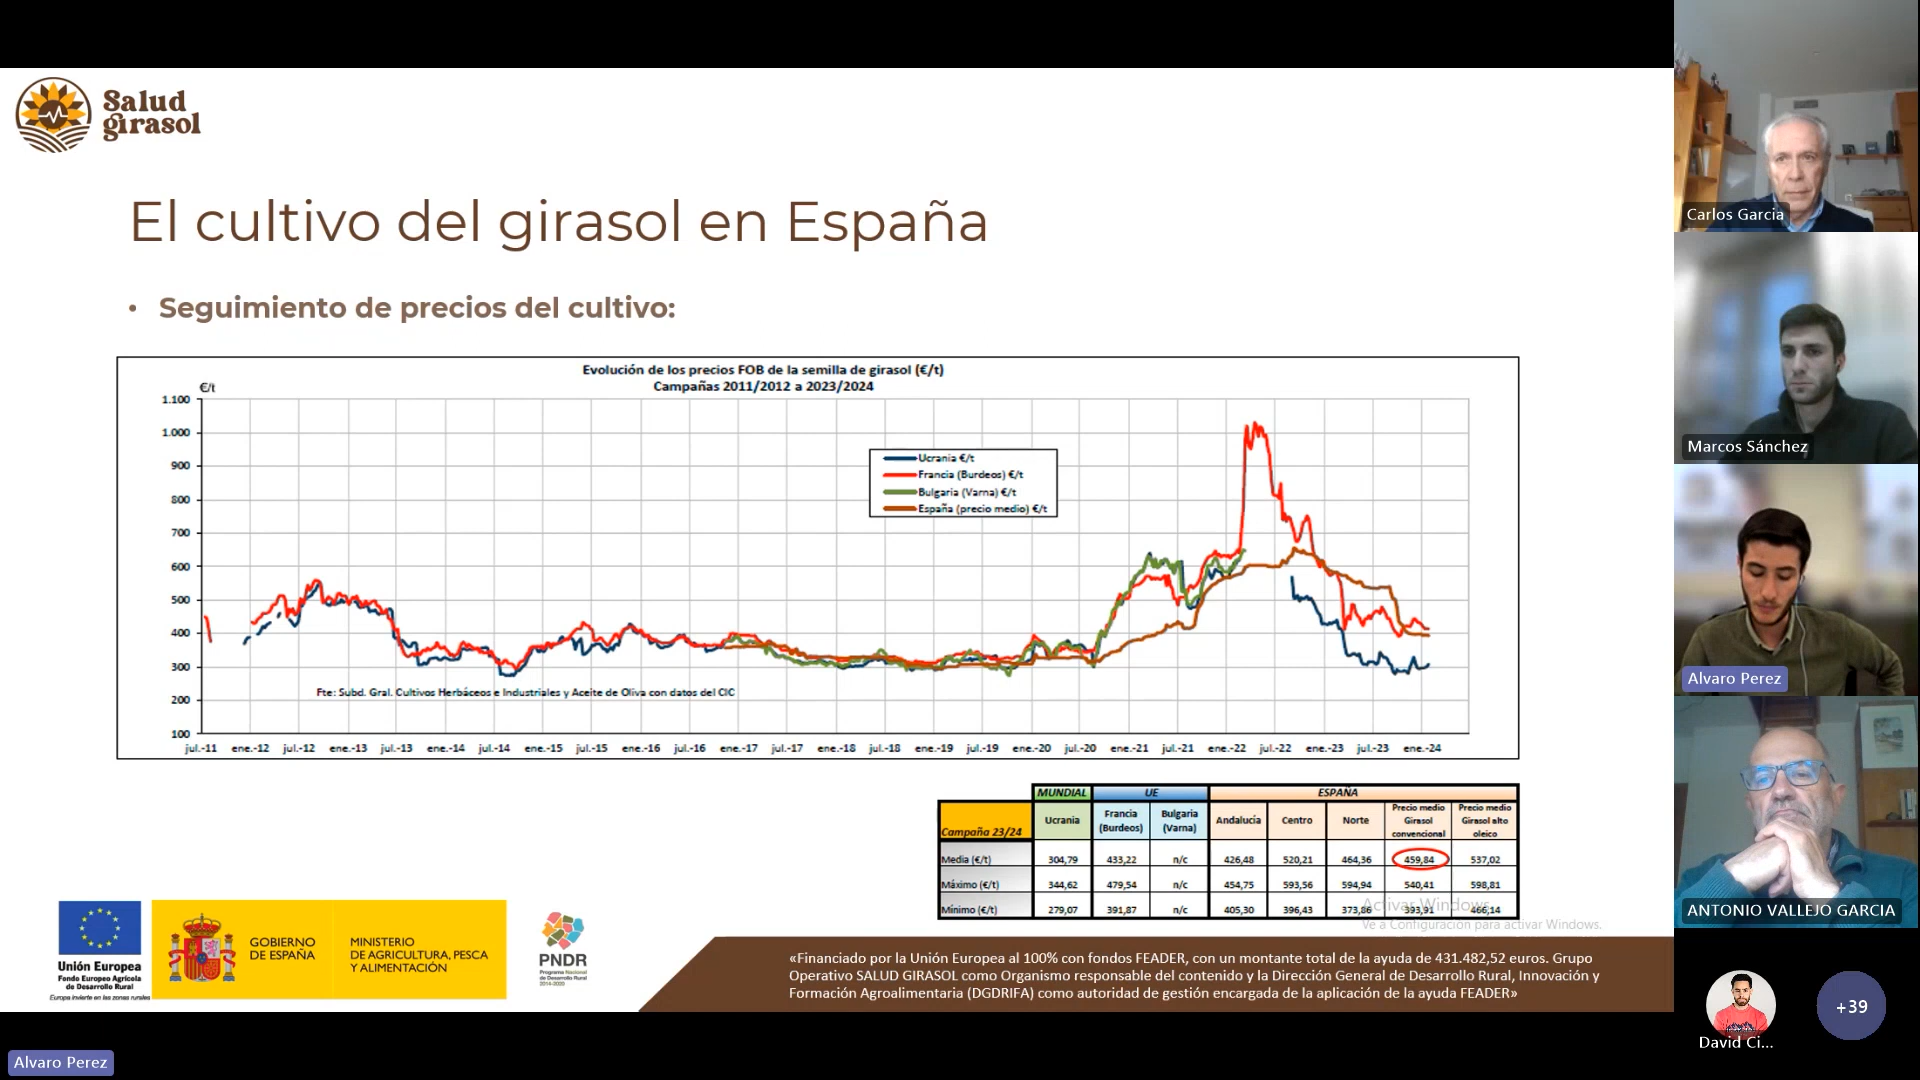 Salud
girasol
El cultivo del girasol en España
• Seguimiento de precios del cultivo:
Evolución de los precios FOB de la semilla de girasol (€/t)
Campañas 2011/2012 a 2023/2024
€/t
1.100
1.000
900
800
700
600
500
400
300
200
100
Ucrania €/t
Francia (Burdeos) €/t
Bulgaria (Varna) €/t
España (precio medio) €/t
Fte: Subd. Gral. Cultivos Herbáceos e Industriales y Aceite de Oliva con datos del CIC
jul.-11 ene.-12 jul.-12 ene.-13 jul.-13 ene.-14 jul.-14 ene.-15 jul.-15 ene.-16 jul.-16 ene.-17 jul.-17 ene.-18 jul.-18 ene.-19 jul.-19 ene.-20 jul.-20 ene.-21 jul.-21 ene.-22 jul.-22 ene.-23 jul.-23 ene.-24
MUNDIAL UE ESPAÑA
Campaña 23/24 Ucrania Francia (Burdeos) Bulgaria (Varna) Andalucía Centro Norte Precio medio Girasol convencional Precio medio Girasol alto oleico
Media (€/t) 304,79 433,22 n/c 426,48 520,21 464,36 459,84 537,02
Máximo (€/t) 344,62 479,54 n/c 454,75 593,56 594,94 540,41 598,81
Mínimo (€/t) 279,07 391,87 n/c 405,30 396,43 373,86 393,91 466,14
Activar Windows
Ve a Configuración para activar Windows.
Unión Europea
Fondo Europeo Agrícola
de Desarrollo Rural
Europa invierte en las zonas rurales
GOBIERNO
DE ESPAÑA
MINISTERIO
DE AGRICULTURA, PESCA
Y ALIMENTACIÓN
PNDR
Programa Nacional
de Desarrollo Rural
2014-2020
«Financiado por la Unión Europea al 100% con fondos FEADER, con un montante total de la ayuda de 431.482,52 euros. Grupo
Operativo SALUD GIRASOL como Organismo responsable del contenido y la Dirección General de Desarrollo Rural, Innovación y
Formación Agroalimentaria (DGDRIFA) como autoridad de gestión encargada de la aplicación de la ayuda FEADER»
Carlos Garcia
Marcos Sánchez
Alvaro Perez
ANTONIO VALLEJO GARCIA
David Ci...
+39
Alvaro Perez